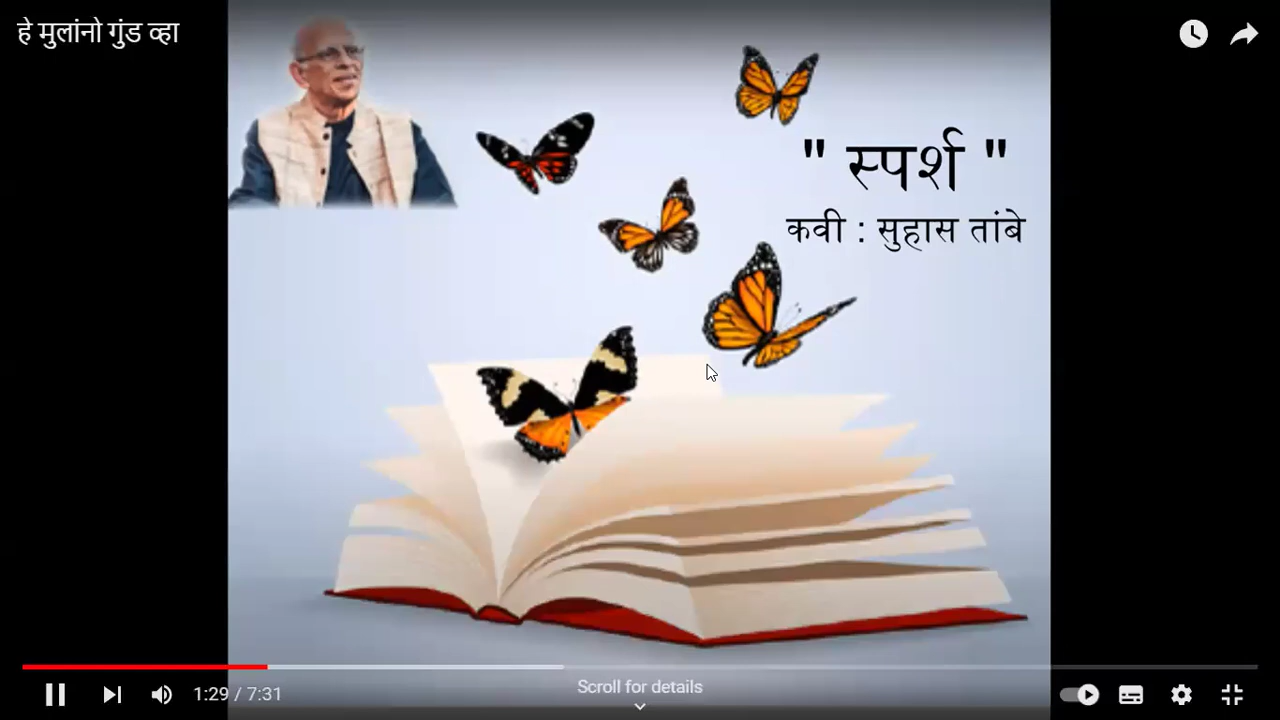 हे मुलांनो गुंड व्हा
" स्पर्श "
कवी : सुहास तांबे
Scroll for details
1:29 / 7:31